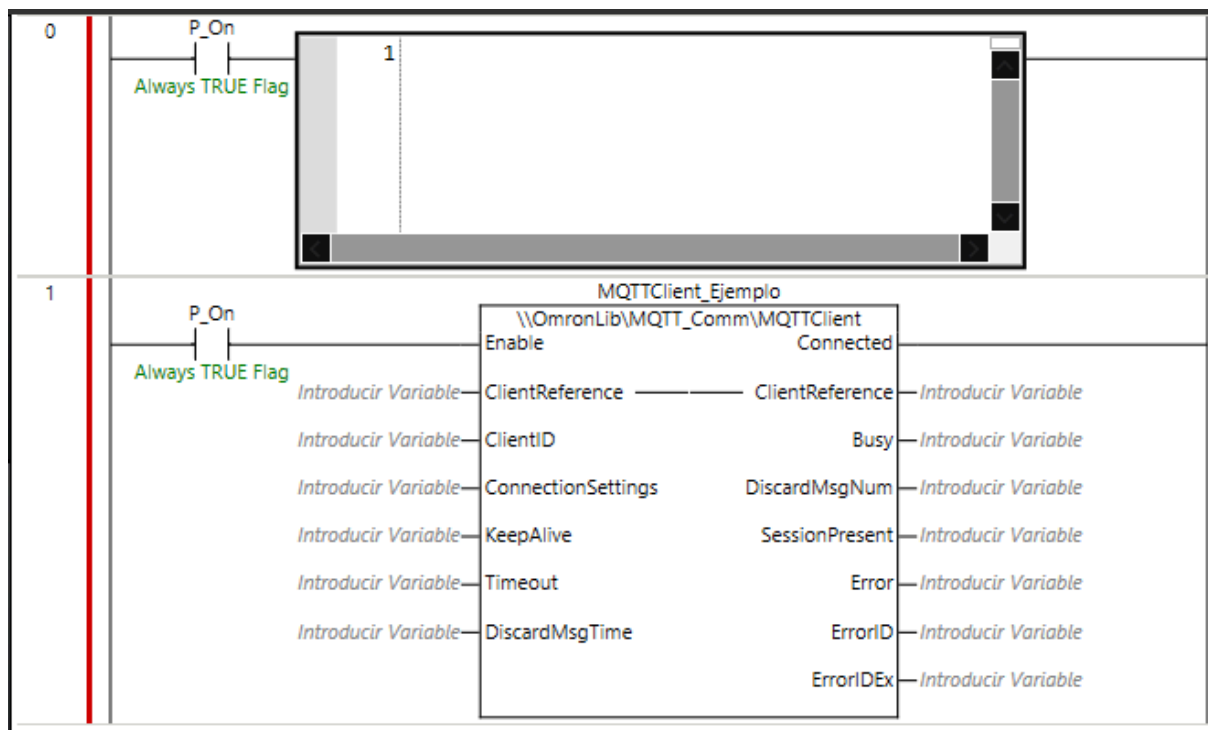 0
P_On
1
Always TRUE Flag
1
MQTTClient_Ejemplo
P_On
\\OmronLib\MQTT_Comm\MQTTClient
Enable Connected
Always TRUE Flag
Introducir Variable ClientReference ClientReference Introducir Variable
Introducir Variable ClientID Busy Introducir Variable
Introducir Variable ConnectionSettings DiscardMsgNum Introducir Variable
Introducir Variable KeepAlive SessionPresent Introducir Variable
Introducir Variable Timeout Error Introducir Variable
Introducir Variable DiscardMsgTime ErrorID Introducir Variable
ErrorIDEx Introducir Variable